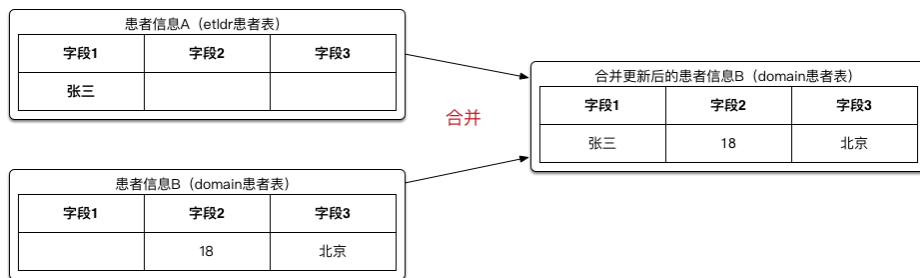 患者信息A（etldr患者表）
字段1 字段2 字段3
张三
合并
患者信息B（domain患者表）
字段1 字段2 字段3
18 北京
合并更新后的患者信息B（domain患者表）
字段1 字段2 字段3
张三 18 北京